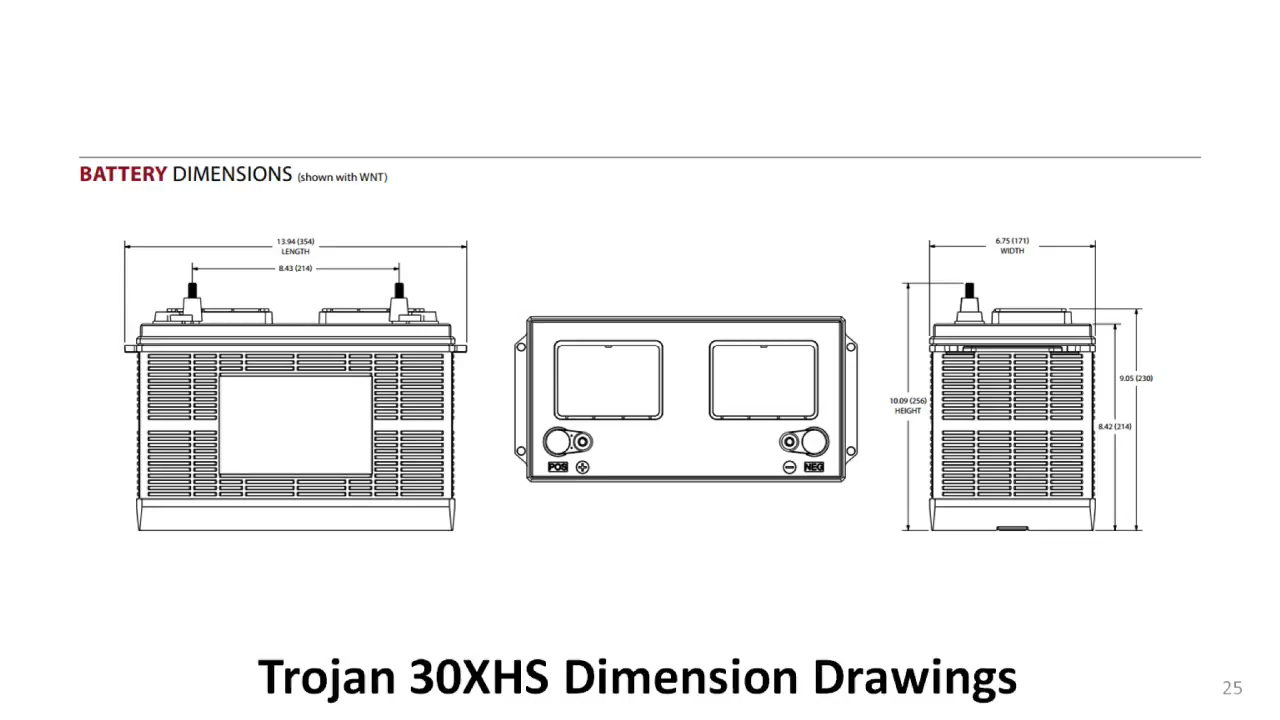 BATTERY DIMENSIONS (shown with WNT)
13.94 (354)
LENGTH
8.43 (214)
POS
NEG
6.75 (171)
WIDTH
10.09 (256)
HEIGHT
9.05 (230)
8.42 (214)
Trojan 30XHS Dimension Drawings
25